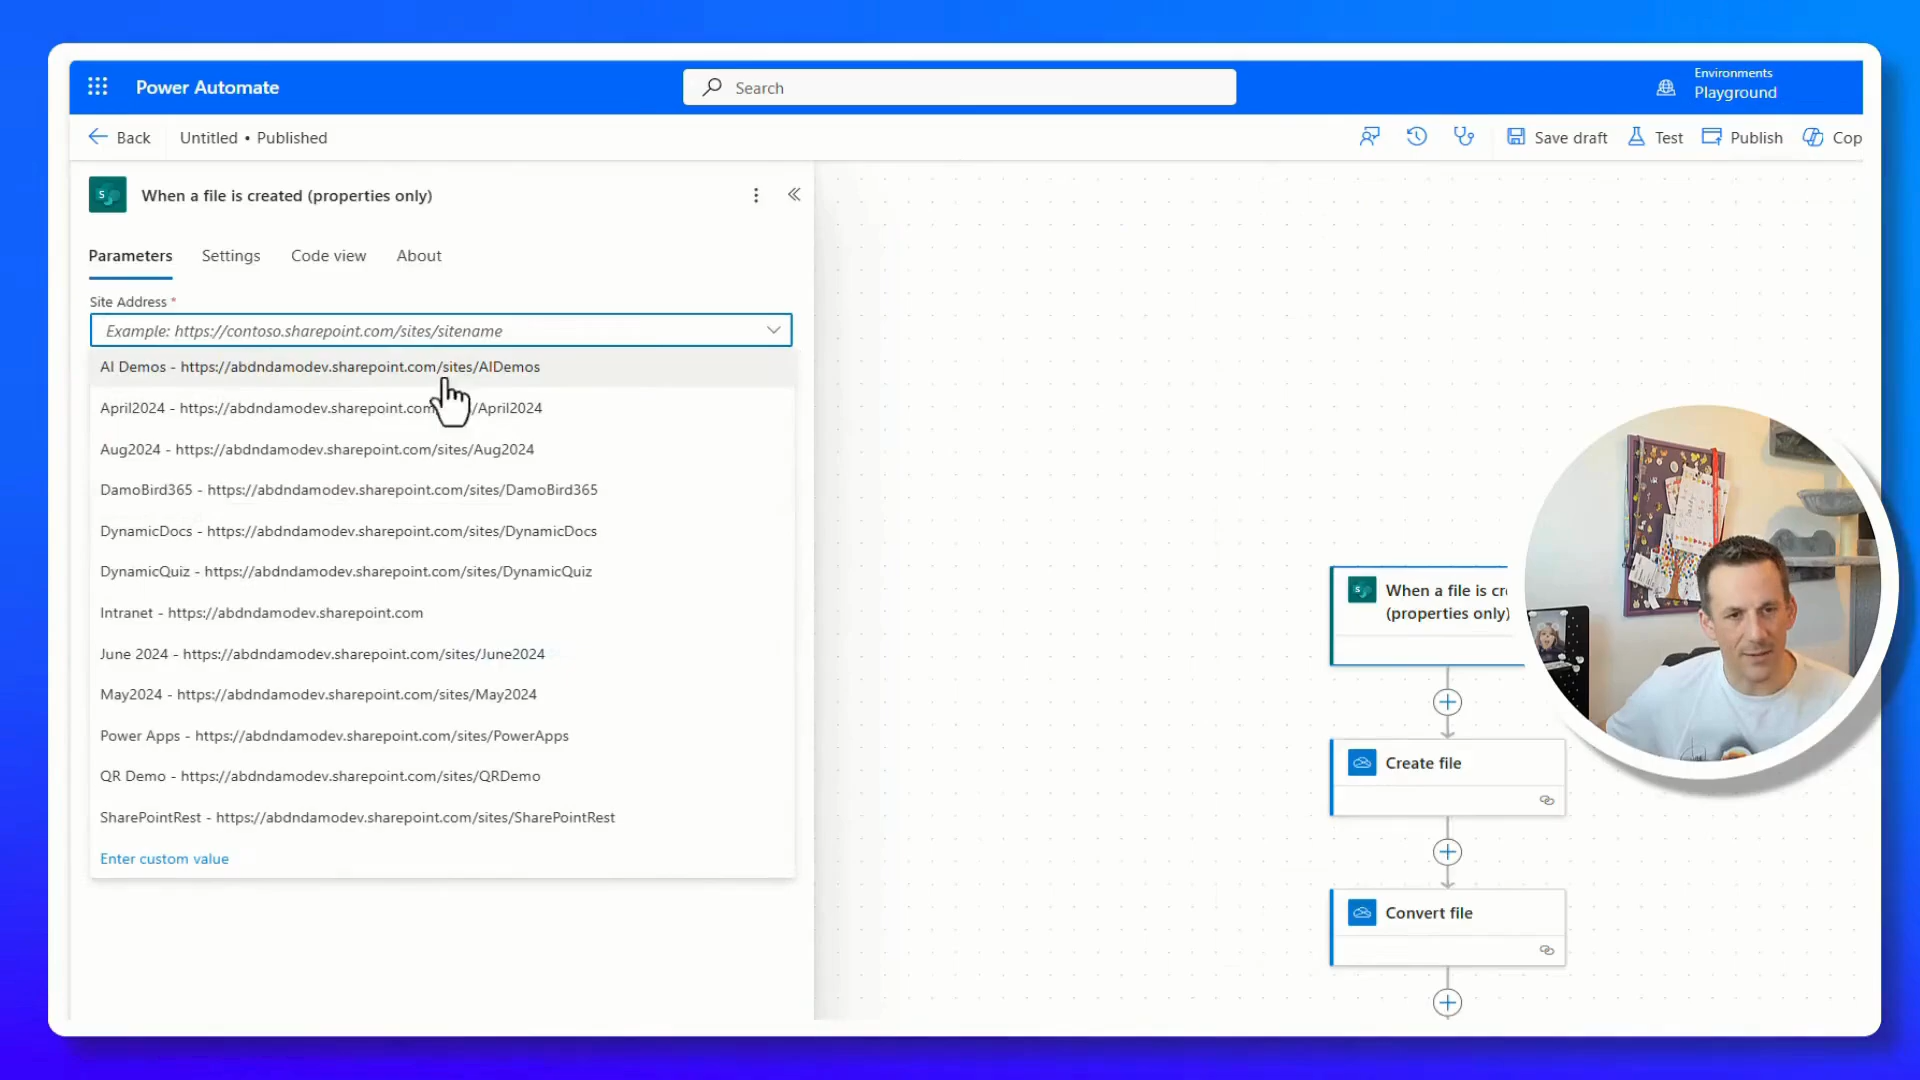 Power Automate
Search
Environments
Playground
Back
Untitled • Published
Save draft
Test
Publish
Cop
When a file is created (properties only)
Parameters
Settings
Code view
About
Site Address *
Example: https://contoso.sharepoint.com/sites/sitename
AI Demos - https://abdndamodev.sharepoint.com/sites/AIDemos
April2024 - https://abdndamodev.sharepoint.com /April2024
Aug2024 - https://abdndamodev.sharepoint.com/sites/Aug2024
DamoBird365 - https://abdndamodev.sharepoint.com/sites/DamoBird365
DynamicDocs - https://abdndamodev.sharepoint.com/sites/DynamicDocs
DynamicQuiz - https://abdndamodev.sharepoint.com/sites/DynamicQuiz
Intranet - https://abdndamodev.sharepoint.com
June 2024 - https://abdndamodev.sharepoint.com/sites/June2024
May2024 - https://abdndamodev.sharepoint.com/sites/May2024
Power Apps - https://abdndamodev.sharepoint.com/sites/PowerApps
QR Demo - https://abdndamodev.sharepoint.com/sites/QRDemo
SharePointRest - https://abdndamodev.sharepoint.com/sites/SharePointRest
Enter custom value
When a file is cr
(properties only)
Create file
Convert file